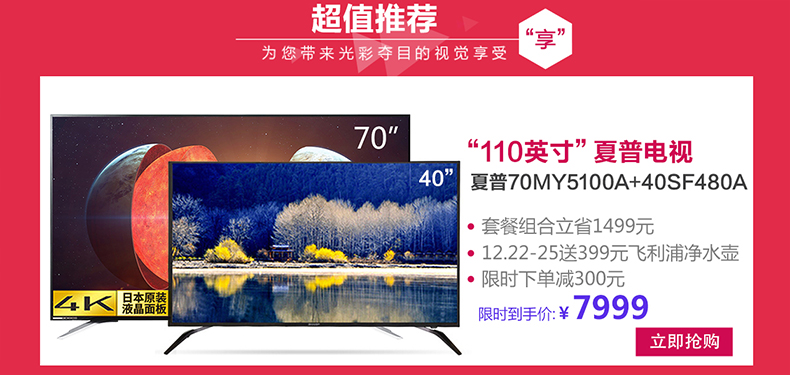 超值推荐
为您带来光彩夺目的视觉享受
“享”
70”
40”
4K
日本原装
液晶面板
“110英寸”夏普电视
夏普70MY5100A+40SF480A
• 套餐组合立省1499元
• 12.22-25送399元飞利浦净水壶
• 限时下单减300元
限时到手价:¥7999
立即抢购